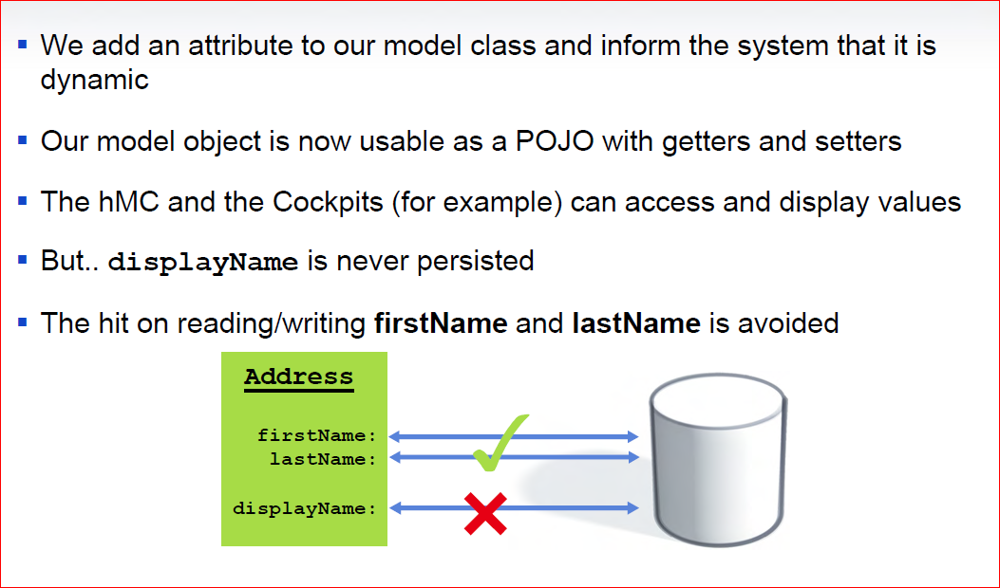 We add an attribute to our model class and inform the system that it is
dynamic
Our model object is now usable as a POJO with getters and setters
The hMC and the Cockpits (for example) can access and display values
But.. displayName is never persisted
The hit on reading/writing firstName and lastName is avoided
Address
firstName:
lastName:
displayName: